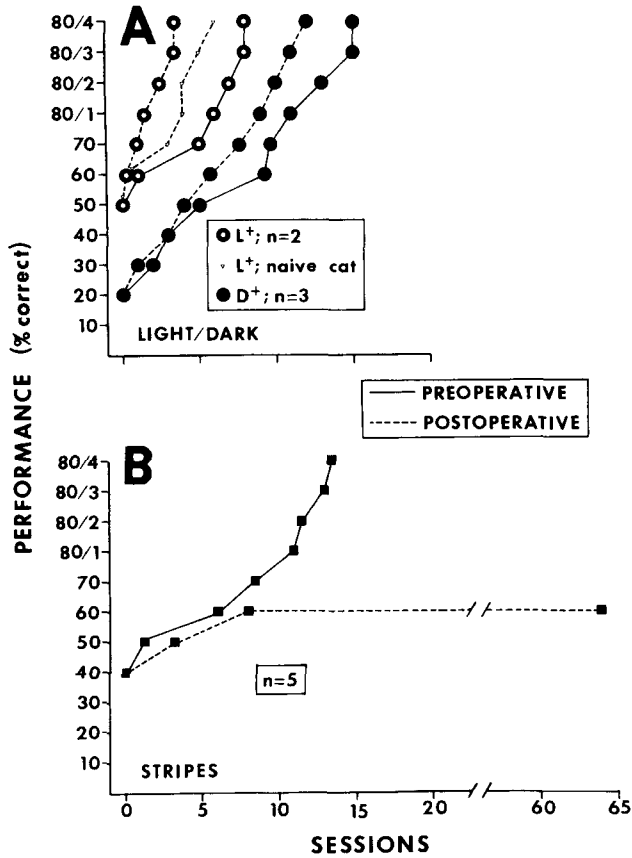 A
80/4
80/3
80/2
80/1
70
60
50
40
30
20
10
L+; n=2
L+; naive cat
D+; n=3
LIGHT/DARK
PERFORMANCE (% correct)
PREOPERATIVE
POSTOPERATIVE
B
80/4
80/3
80/2
80/1
70
60
50
40
30
20
10
n=5
STRIPES
0 5 10 15 20 60 65
SESSIONS